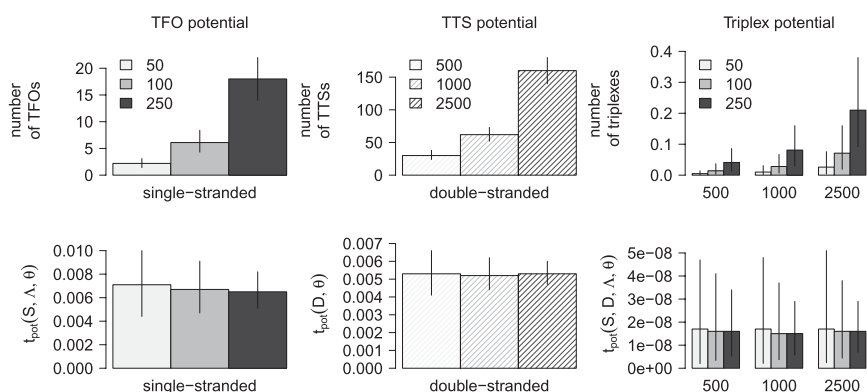 TFO potential
number
of TFOs
20
15
10
5
0
50
100
250
single−stranded
TTS potential
number
of TTSs
150
100
50
0
500
1000
2500
double−stranded
Triplex potential
number
of triplexes
0.4
0.3
0.2
0.1
0.0
50
100
250
500 1000 2500
tpot(S, Λ, θ)
0.010
0.008
0.006
0.004
0.002
0.000
single−stranded
tpot(D, θ)
0.007
0.006
0.005
0.004
0.003
0.002
0.001
0.000
double−stranded
tpot(S, D, Λ, θ)
5e−08
4e−08
3e−08
2e−08
1e−08
0e+00
500 1000 2500